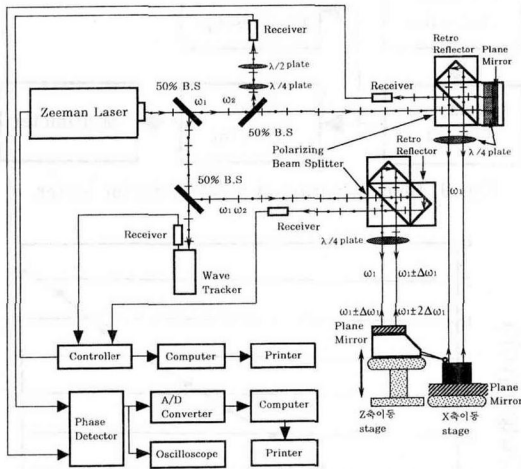 Receiver
λ/2 plate
λ/4 plate
50% B.S
ω₁
ω₂
Zeeman Laser
50% B.S
Receiver
Retro
Reflector
Plane
Mirror
Polarizing
Beam Splitter
Retro
Reflector
λ/4 plate
ω₁
50% B.S
ω₁ω₂
Receiver
Receiver
Wave
Tracker
λ/4 plate
ω₁
ω₁±Δω₁
ω₁±Δω₁
ω₁±2Δω₁
Plane
Mirror
Z축이동
stage
X축이동
stage
Plane
Mirror
Controller
Computer
Printer
Phase
Detector
A/D
Converter
Computer
Oscilloscope
Printer